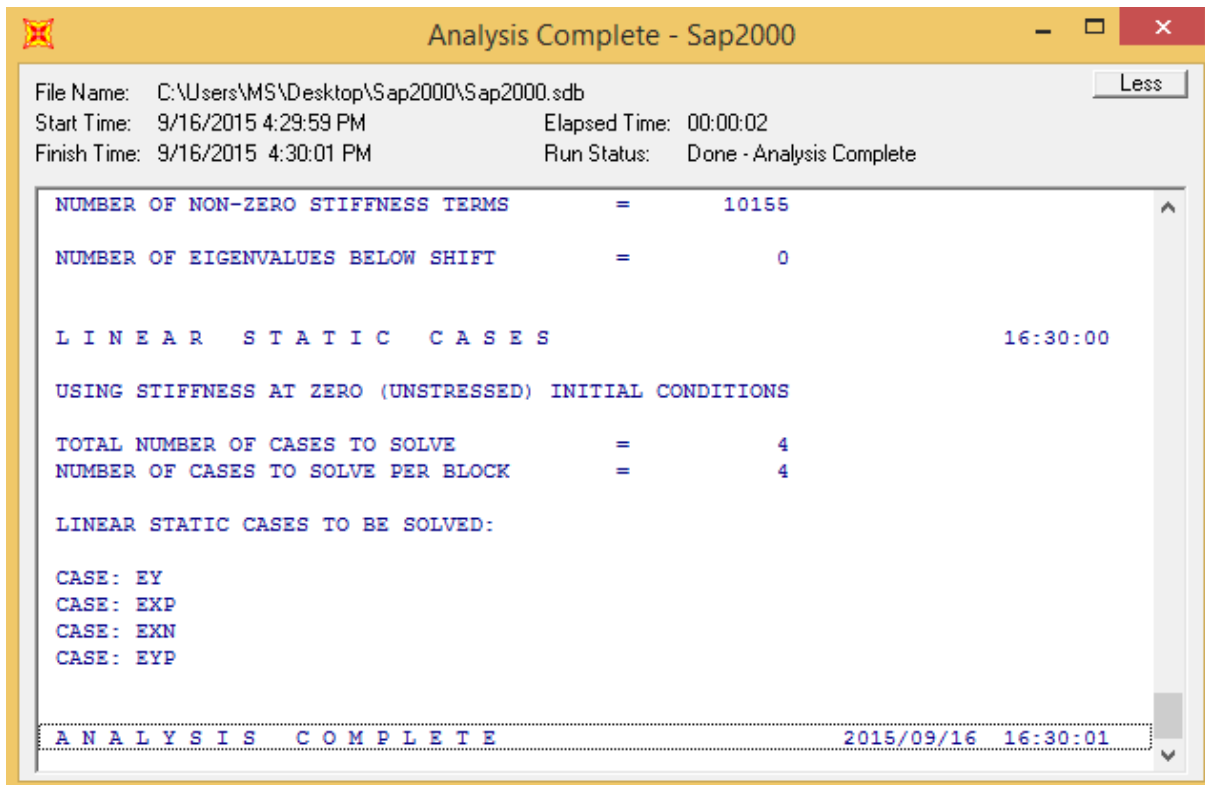 Analysis Complete - Sap2000
File Name: C:\Users\MS\Desktop\Sap2000\Sap2000.sdb
Less
Start Time: 9/16/2015 4:29:59 PM Elapsed Time: 00:00:02
Finish Time: 9/16/2015 4:30:01 PM Run Status: Done - Analysis Complete
NUMBER OF NON-ZERO STIFFNESS TERMS = 10155
NUMBER OF EIGENVALUES BELOW SHIFT = 0
L I N E A R   S T A T I C   C A S E S 16:30:00
USING STIFFNESS AT ZERO (UNSTRESSED) INITIAL CONDITIONS
TOTAL NUMBER OF CASES TO SOLVE = 4
NUMBER OF CASES TO SOLVE PER BLOCK = 4
LINEAR STATIC CASES TO BE SOLVED:
CASE: EY
CASE: EXP
CASE: EXN
CASE: EYP
A N A L Y S I S   C O M P L E T E 2015/09/16 16:30:01